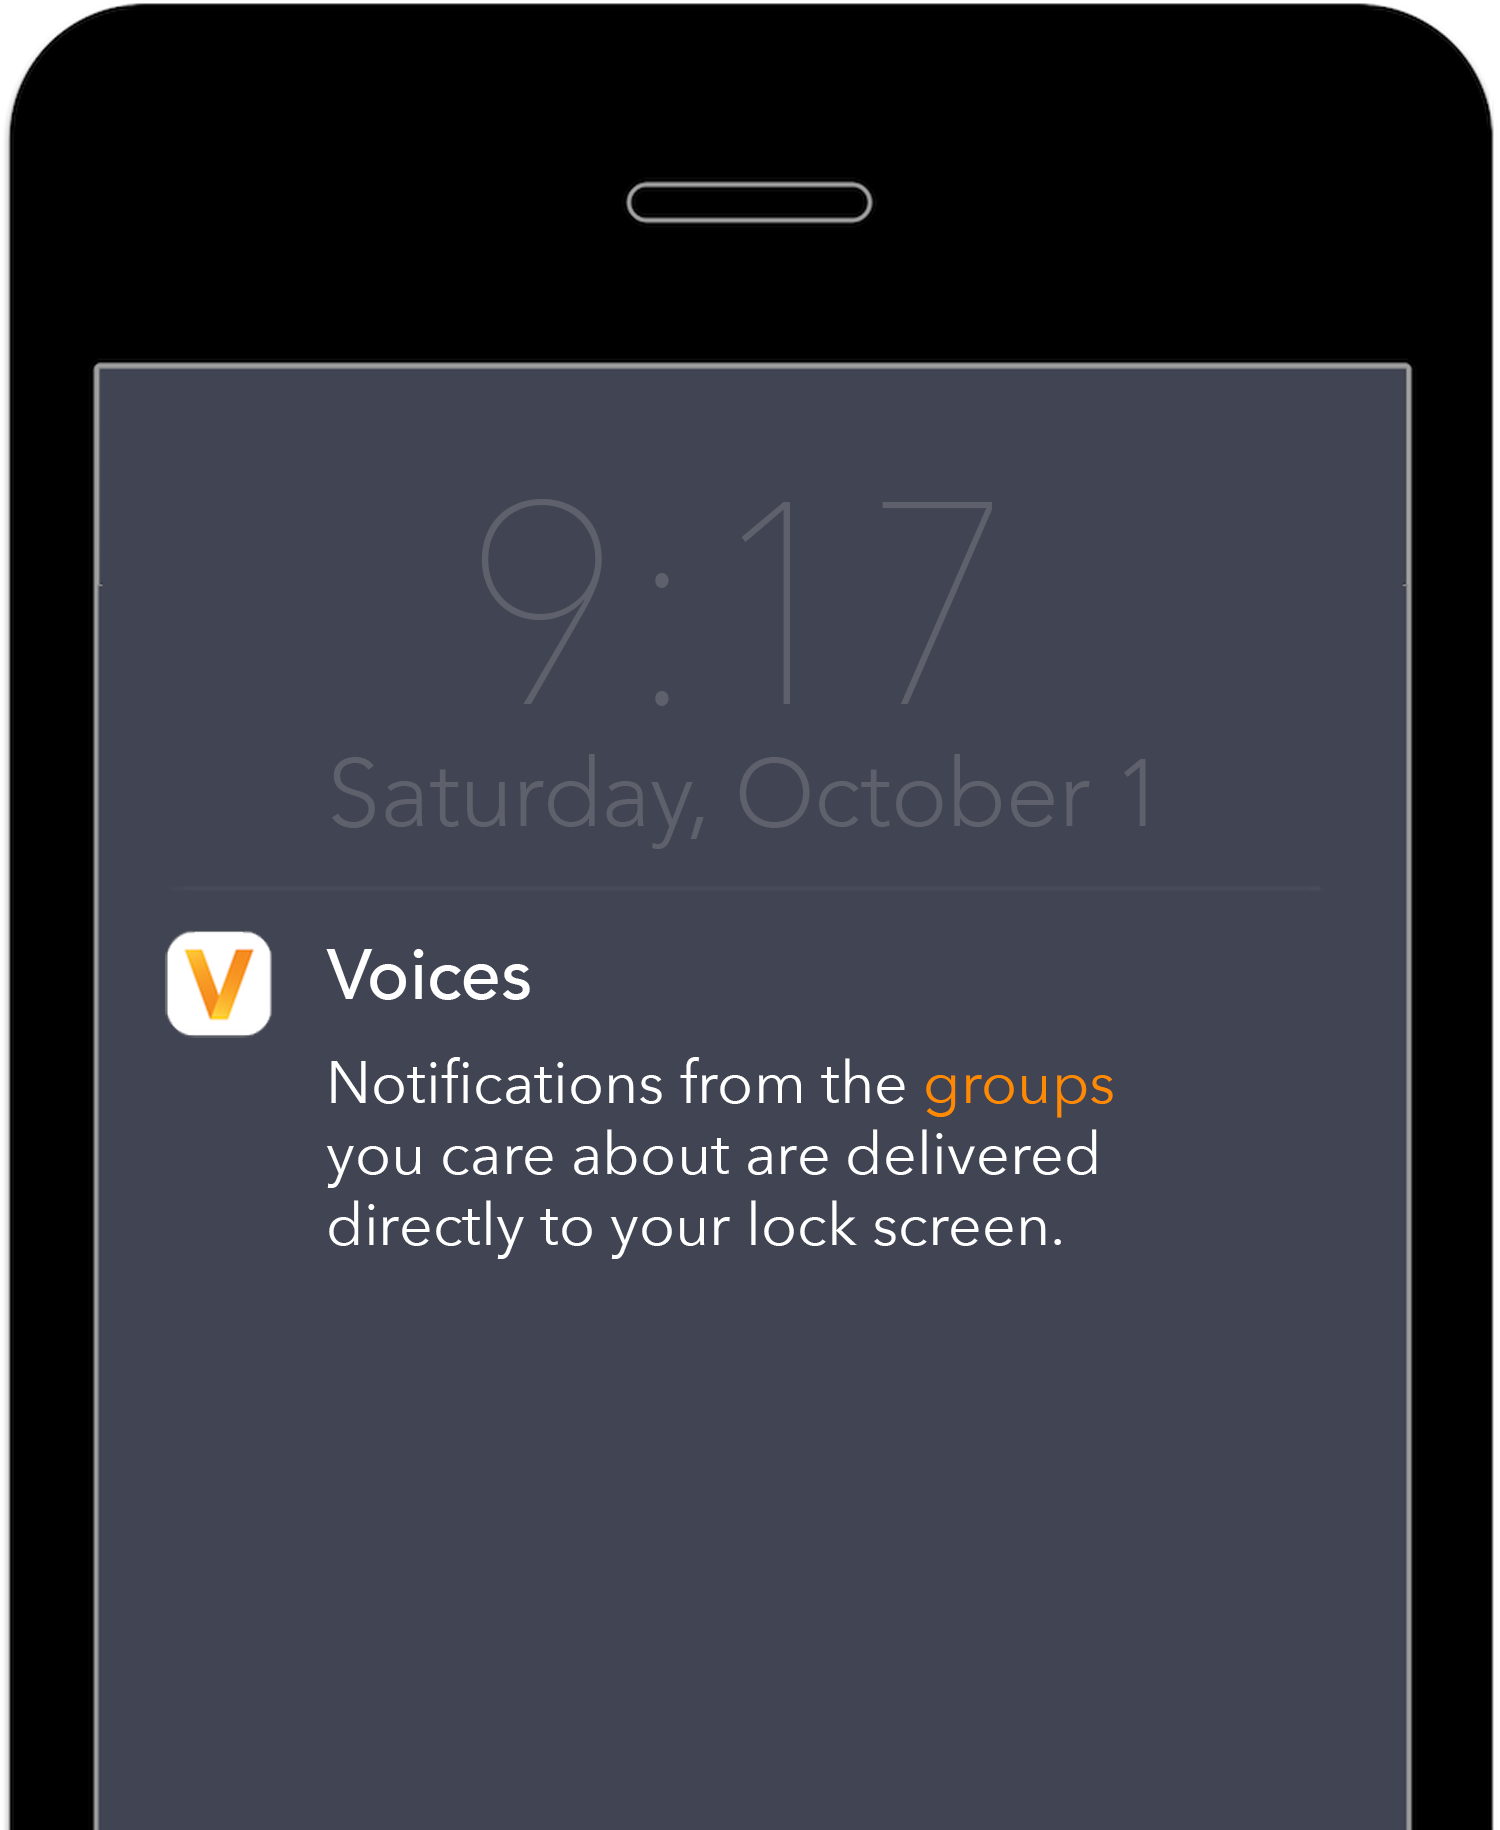 9:17
Saturday, October 1
V
Voices
Notifications from the groups
you care about are delivered
directly to your lock screen.